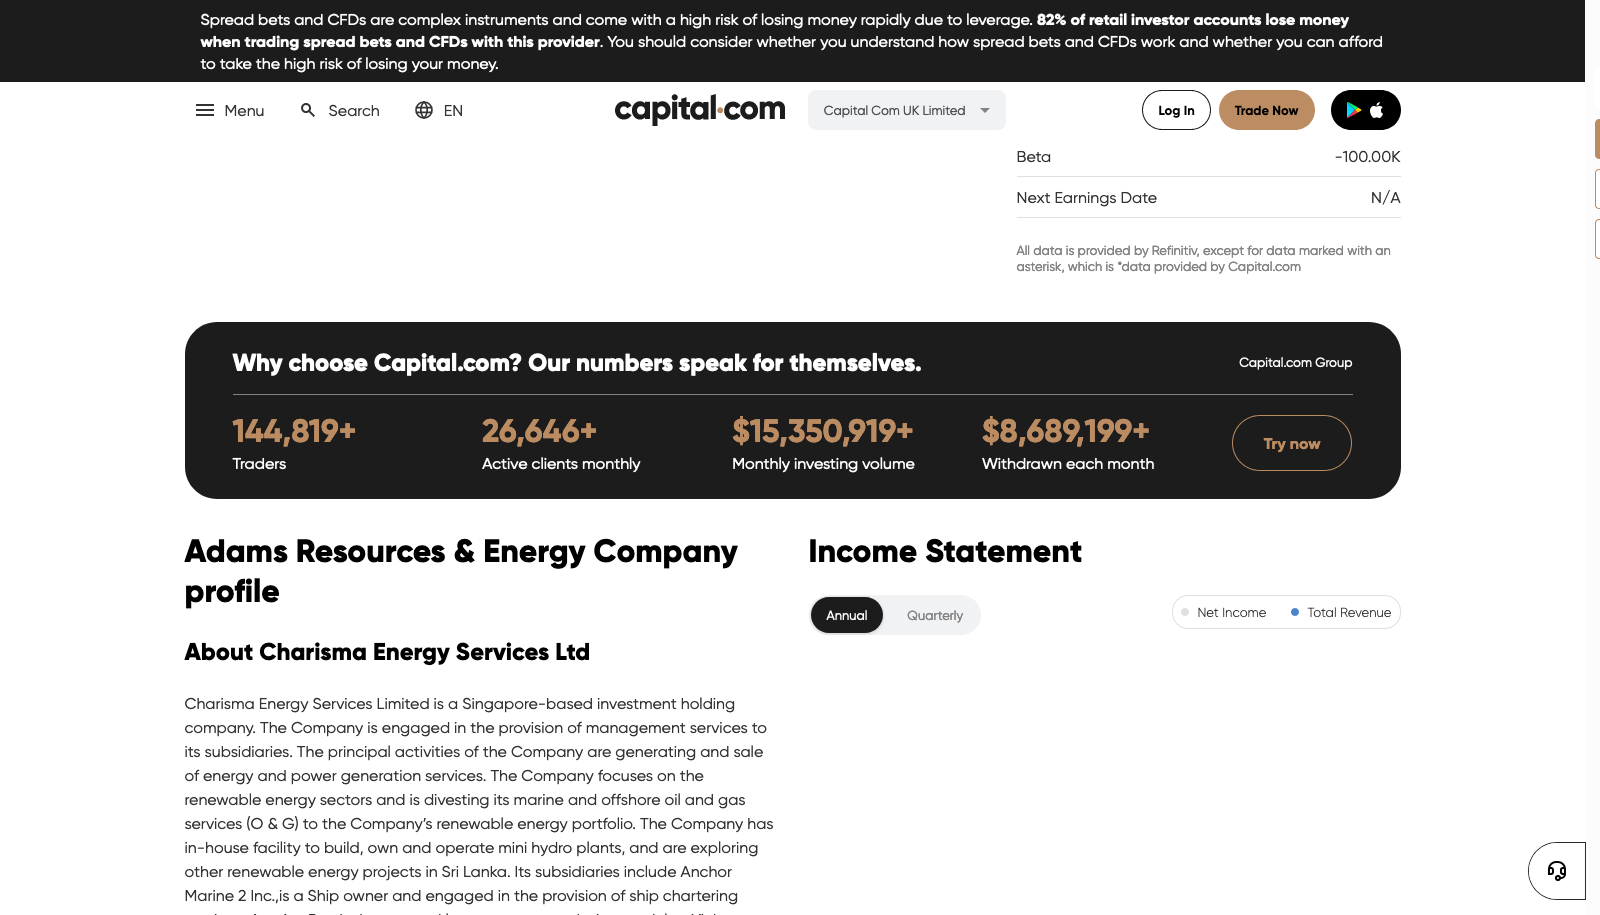 Spread bets and CFDs are complex instruments and come with a high risk of losing money rapidly due to leverage. 82% of retail investor accounts lose money
when trading spread bets and CFDs with this provider. You should consider whether you understand how spread bets and CFDs work and whether you can afford
to take the high risk of losing your money.
Menu
Search
EN
capital.com
Capital Com UK Limited
Log In
Trade Now
Beta -100.00K
Next Earnings Date N/A
All data is provided by Refinitiv, except for data marked with an
asterisk, which is *data provided by Capital.com
Why choose Capital.com? Our numbers speak for themselves.
Capital.com Group
144,819+
Traders
26,646+
Active clients monthly
$15,350,919+
Monthly investing volume
$8,689,199+
Withdrawn each month
Try now
Adams Resources & Energy Company
profile
About Charisma Energy Services Ltd
Charisma Energy Services Limited is a Singapore-based investment holding
company. The Company is engaged in the provision of management services to
its subsidiaries. The principal activities of the Company are generating and sale
of energy and power generation services. The Company focuses on the
renewable energy sectors and is divesting its marine and offshore oil and gas
services (O & G) to the Company's renewable energy portfolio. The Company has
in-house facility to build, own and operate mini hydro plants, and are exploring
other renewable energy projects in Sri Lanka. Its subsidiaries include Anchor
Marine 2 Inc.,is a Ship owner and engaged in the provision of ship chartering
Income Statement
Annual
Quarterly
Net Income
Total Revenue